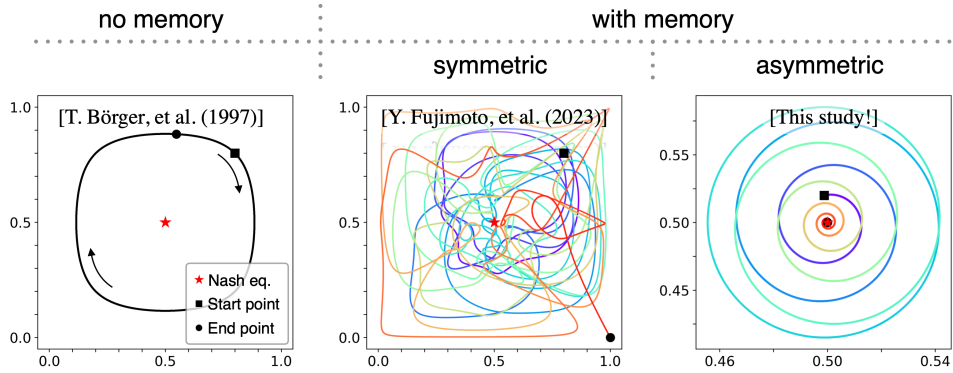 no memory
with memory
symmetric
asymmetric
[T. Börger, et al. (1997)]
1.0
0.5
0.0
0.0
0.5
1.0
Nash eq.
Start point
End point
[Y. Fujimoto, et al. (2023)]
1.0
0.5
0.0
0.0
0.5
1.0
[This study!]
0.55
0.50
0.45
0.46
0.50
0.54